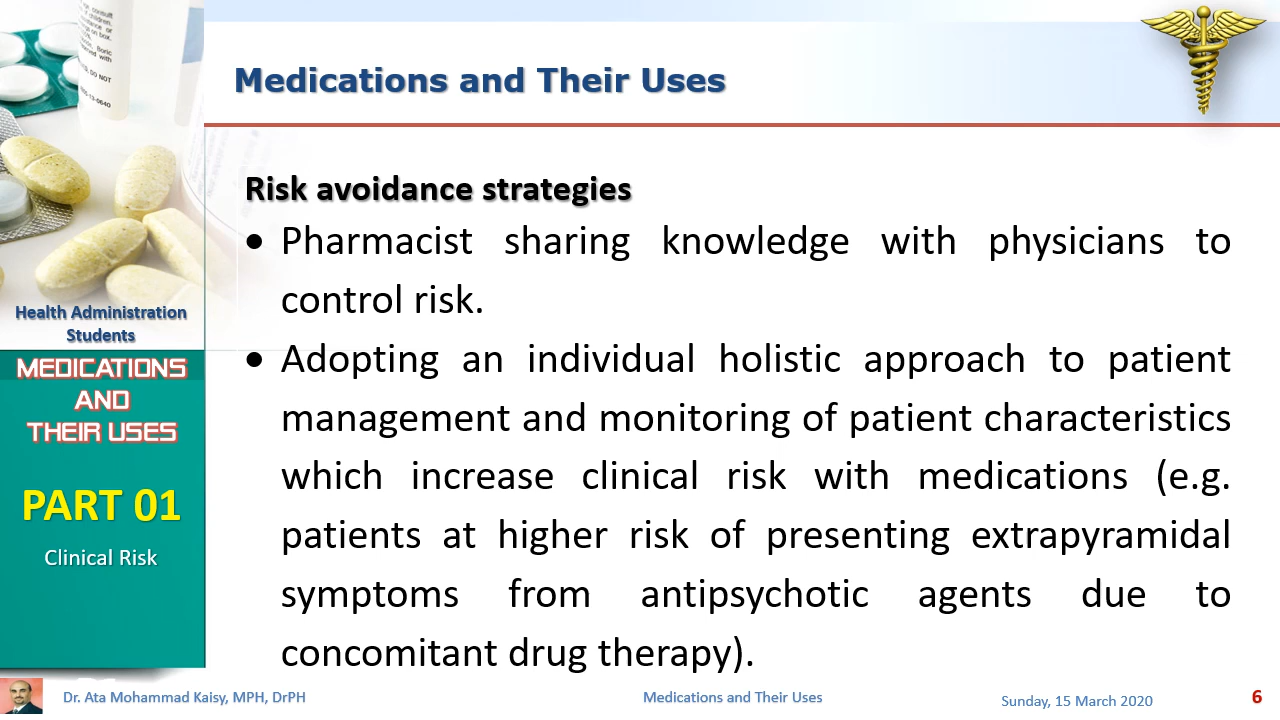 Medications and Their Uses
Risk avoidance strategies
• Pharmacist sharing knowledge with physicians to
control risk.
• Adopting an individual holistic approach to patient
management and monitoring of patient characteristics
which increase clinical risk with medications (e.g.
patients at higher risk of presenting extrapyramidal
symptoms from antipsychotic agents due to
concomitant drug therapy).
Health Administration
Students
MEDICATIONS
AND
THEIR USES
PART 01
Clinical Risk
Dr. Ata Mohammad Kaisy, MPH, DrPH
Medications and Their Uses
Sunday, 15 March 2020
6